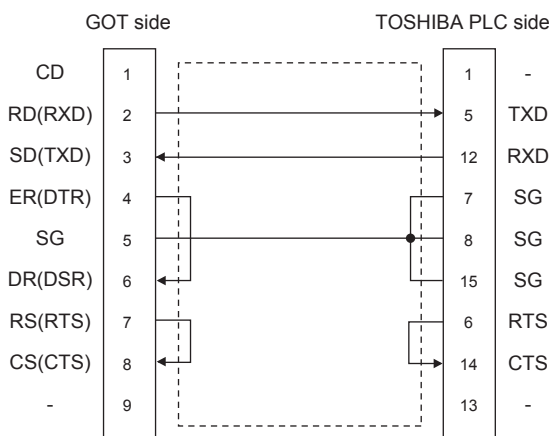 GOT side TOSHIBA PLC side
CD 1 1 -
RD(RXD) 2 5 TXD
SD(TXD) 3 12 RXD
ER(DTR) 4 7 SG
SG 5 8 SG
DR(DSR) 6 15 SG
RS(RTS) 7 6 RTS
CS(CTS) 8 14 CTS
- 9 13 -